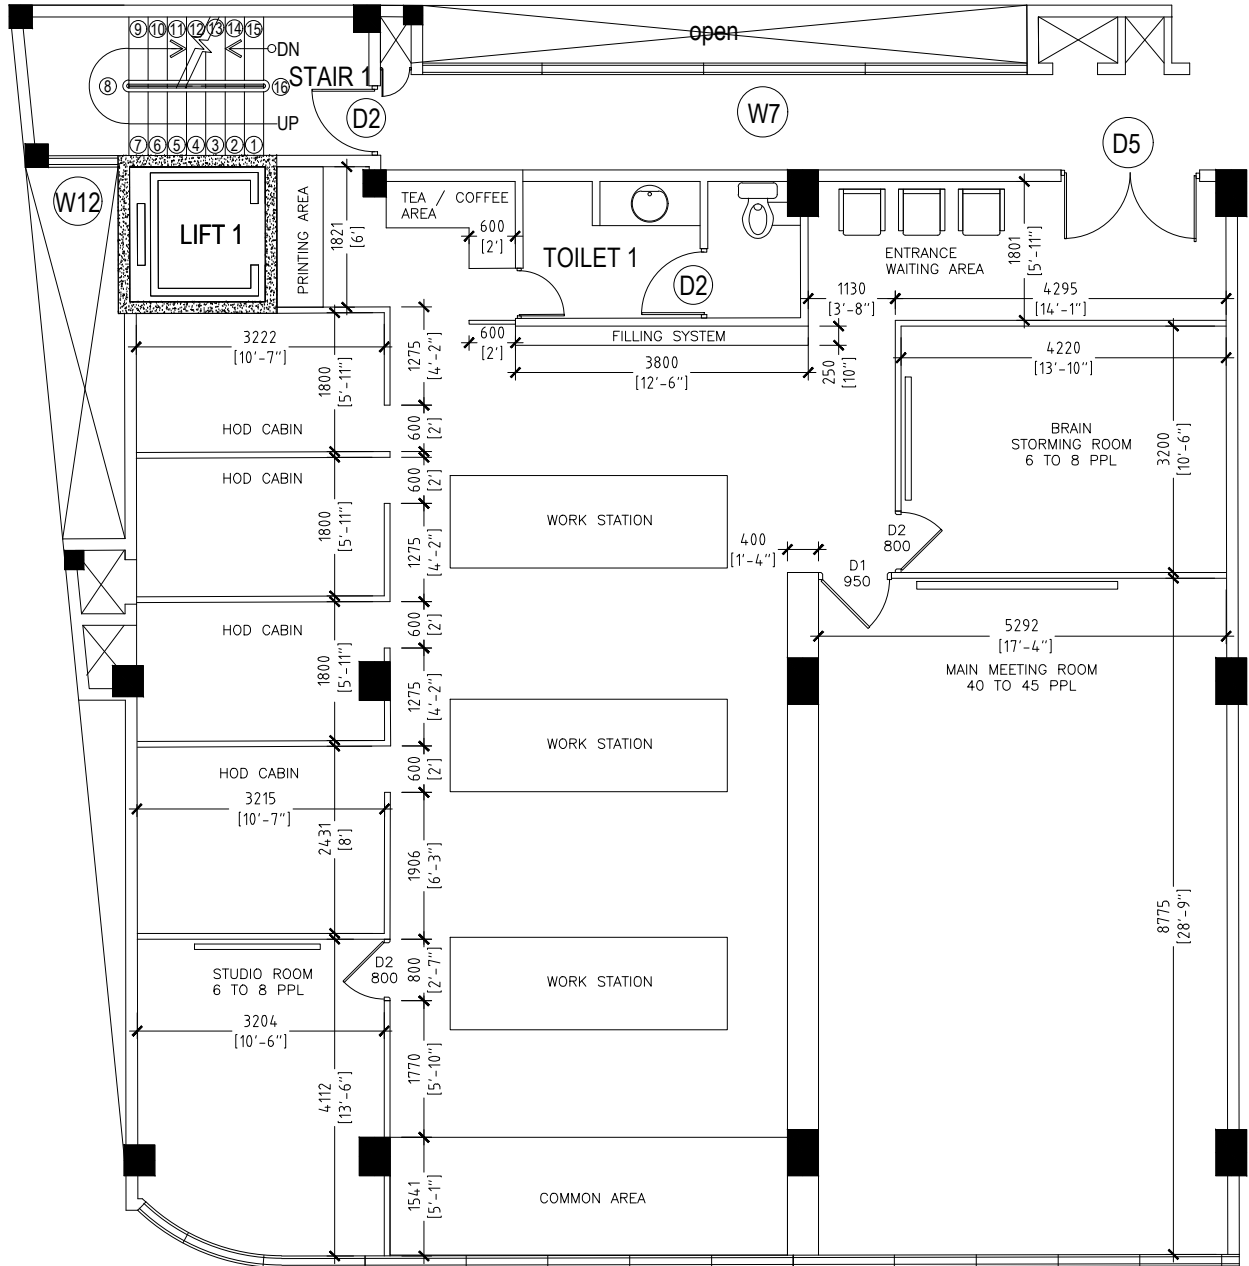 open
9 10 11 12 13 14 15
DN
STAIR 1
8
16
UP
7 6 5 4 3 2 1
D2
W7
D5
W12
LIFT 1
PRINTING AREA
1821
[6']
TEA / COFFEE
AREA
600
[2']
TOILET 1
D2
ENTRANCE
WAITING AREA
1801
[5'-11"]
1130
[3'-8"]
4295
[14'-1"]
FILLING SYSTEM
600
[2']
3800
[12'-6"]
250
[10"]
4220
[13'-10"]
3222
[10'-7"]
1800
[5'-11"]
1275
[4'-2"]
HOD CABIN
600
[2']
BRAIN
STORMING ROOM
6 TO 8 PPL
3200
[10'-6"]
HOD CABIN
600
[2']
1800
[5'-11"]
1275
[4'-2"]
WORK STATION
400
[1'-4"]
D2
800
D1
950
HOD CABIN
600
[2']
5292
[17'-4"]
1800
[5'-11"]
1275
[4'-2"]
MAIN MEETING ROOM
40 TO 45 PPL
WORK STATION
HOD CABIN
600
[2']
3215
[10'-7"]
2431
[8']
1906
[6'-3"]
8775
[28'-9"]
STUDIO ROOM
6 TO 8 PPL
D2
800
800
[2'-7"]
WORK STATION
3204
[10'-6"]
1770
[5'-10"]
4112
[13'-6"]
1541
[5'-1"]
COMMON AREA